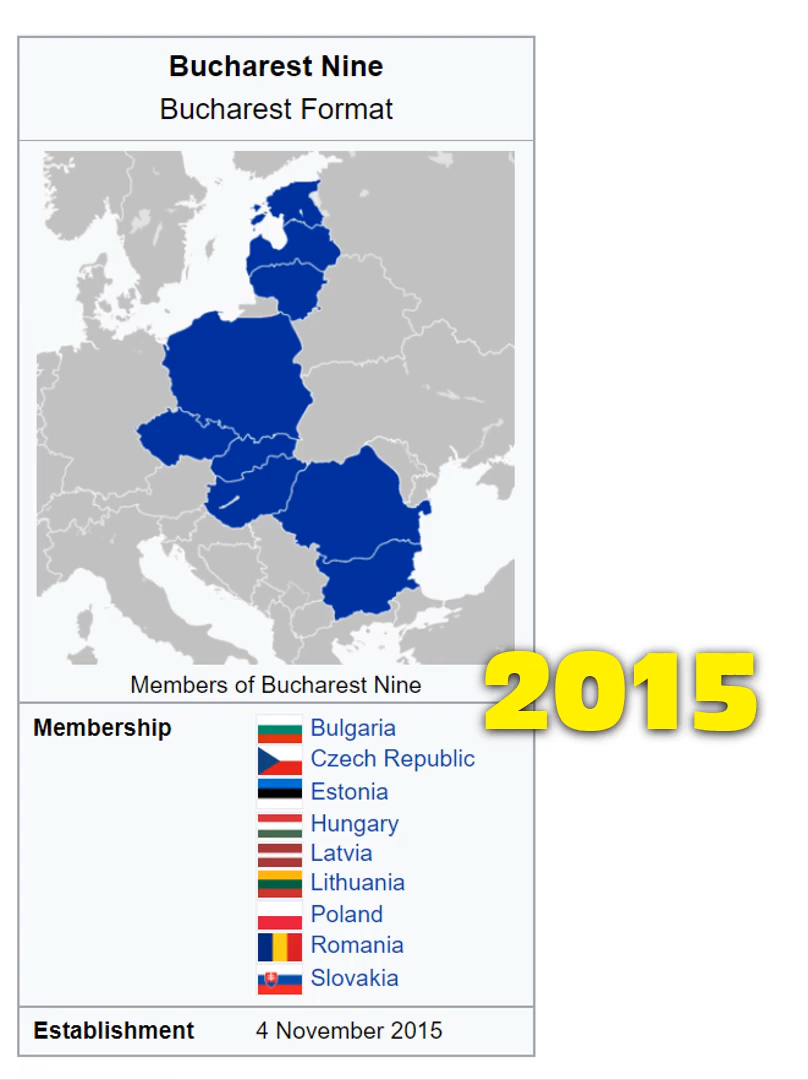 Bucharest Nine
Bucharest Format
Members of Bucharest Nine
2015
Membership
Bulgaria
Czech Republic
Estonia
Hungary
Latvia
Lithuania
Poland
Romania
Slovakia
Establishment 4 November 2015